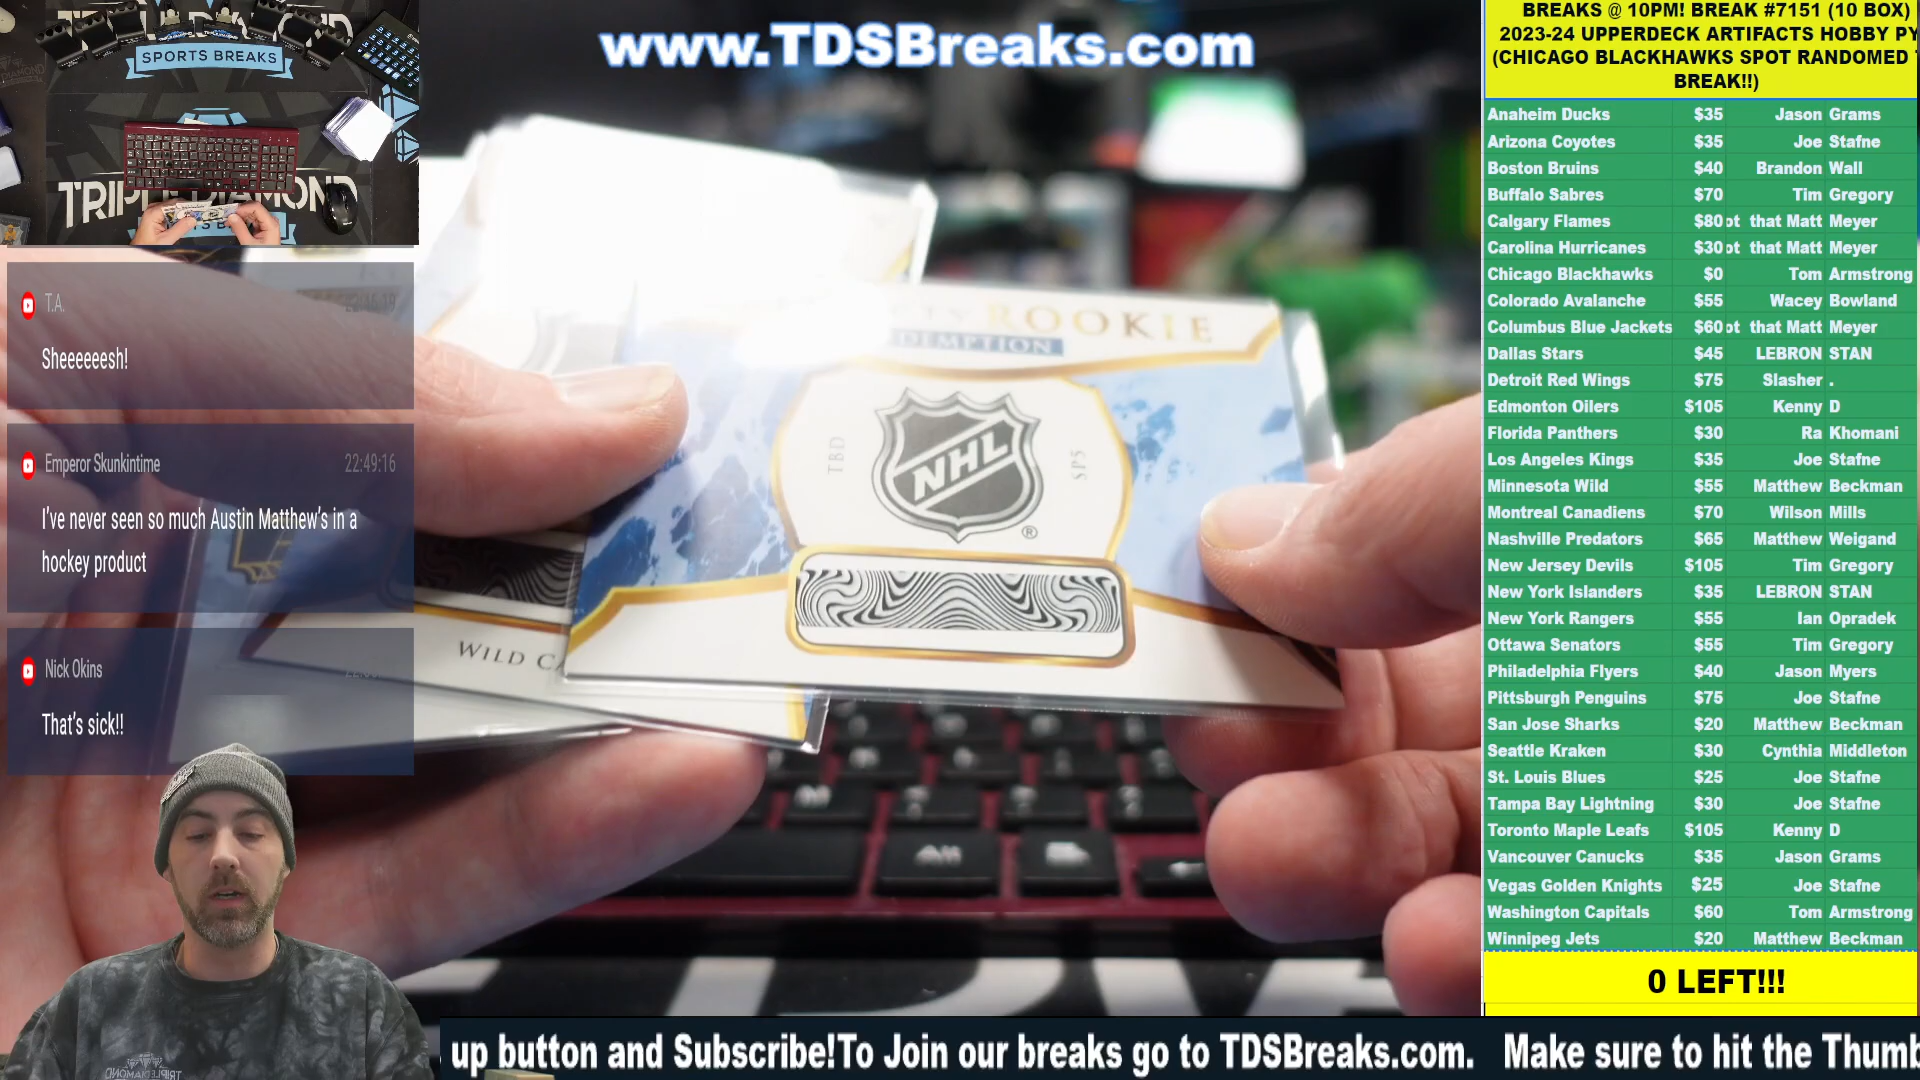 www.TDSBreaks.com
SPORTS BREAKS
TRIPLE DIAMOND
T.A.
Sheeeeeesh!
Emperor Skunkintime 22:49:16
I've never seen so much Austin Matthew's in a
hockey product
Nick Okins
That's sick!!
ROOKIE
TBD
NHL
SP5
®
WILD
BREAKS @ 10PM! BREAK #7151 (10 BOX)
2023-24 UPPERDECK ARTIFACTS HOBBY PY
(CHICAGO BLACKHAWKS SPOT RANDOMED
BREAK!!)
Anaheim Ducks $35 Jason Grams
Arizona Coyotes $35 Joe Stafne
Boston Bruins $40 Brandon Wall
Buffalo Sabres $70 Tim Gregory
Calgary Flames $80 ot that Matt Meyer
Carolina Hurricanes $30 ot that Matt Meyer
Chicago Blackhawks $0 Tom Armstrong
Colorado Avalanche $55 Wacey Bowland
Columbus Blue Jackets $60 ot that Matt Meyer
Dallas Stars $45 LEBRON STAN
Detroit Red Wings $75 Slasher .
Edmonton Oilers $105 Kenny D
Florida Panthers $30 Ra Khomani
Los Angeles Kings $35 Joe Stafne
Minnesota Wild $55 Matthew Beckman
Montreal Canadiens $70 Wilson Mills
Nashville Predators $65 Matthew Weigand
New Jersey Devils $105 Tim Gregory
New York Islanders $35 LEBRON STAN
New York Rangers $55 Ian Opradek
Ottawa Senators $55 Tim Gregory
Philadelphia Flyers $40 Jason Myers
Pittsburgh Penguins $75 Joe Stafne
San Jose Sharks $20 Matthew Beckman
Seattle Kraken $30 Cynthia Middleton
St. Louis Blues $25 Joe Stafne
Tampa Bay Lightning $30 Joe Stafne
Toronto Maple Leafs $105 Kenny D
Vancouver Canucks $35 Jason Grams
Vegas Golden Knights $25 Joe Stafne
Washington Capitals $60 Tom Armstrong
Winnipeg Jets $20 Matthew Beckman
0 LEFT!!!
up button and Subscribe!To Join our breaks go to TDSBreaks.com. Make sure to hit the Thumb